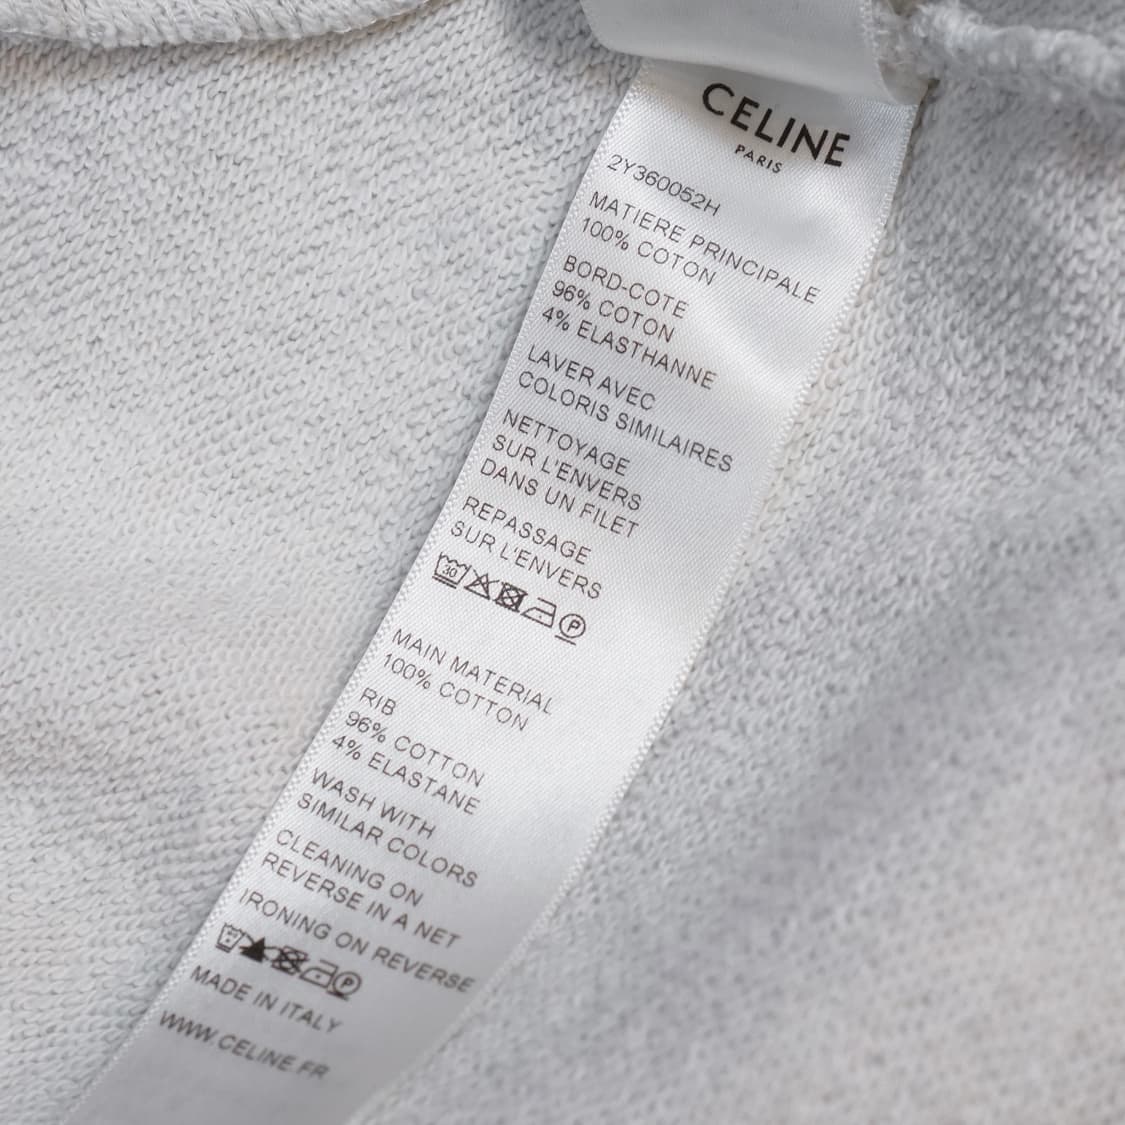 CELINE
PARIS
2Y360052H
MATIERE PRINCIPALE
100% COTON
BORD-COTE
96% COTON
4% ELASTHANNE
LAVER AVEC
COLORIS SIMILAIRES
NETTOYAGE
SUR L'ENVERS
DANS UN FILET
REPASSAGE
SUR L'ENVERS
30 P
MAIN MATERIAL
100% COTTON
RIB
96% COTTON
4% ELASTANE
WASH WITH
SIMILAR COLORS
CLEANING ON
REVERSE IN A NET
IRONING ON REVERSE
P
MADE IN ITALY
WWW.CELINE.FR